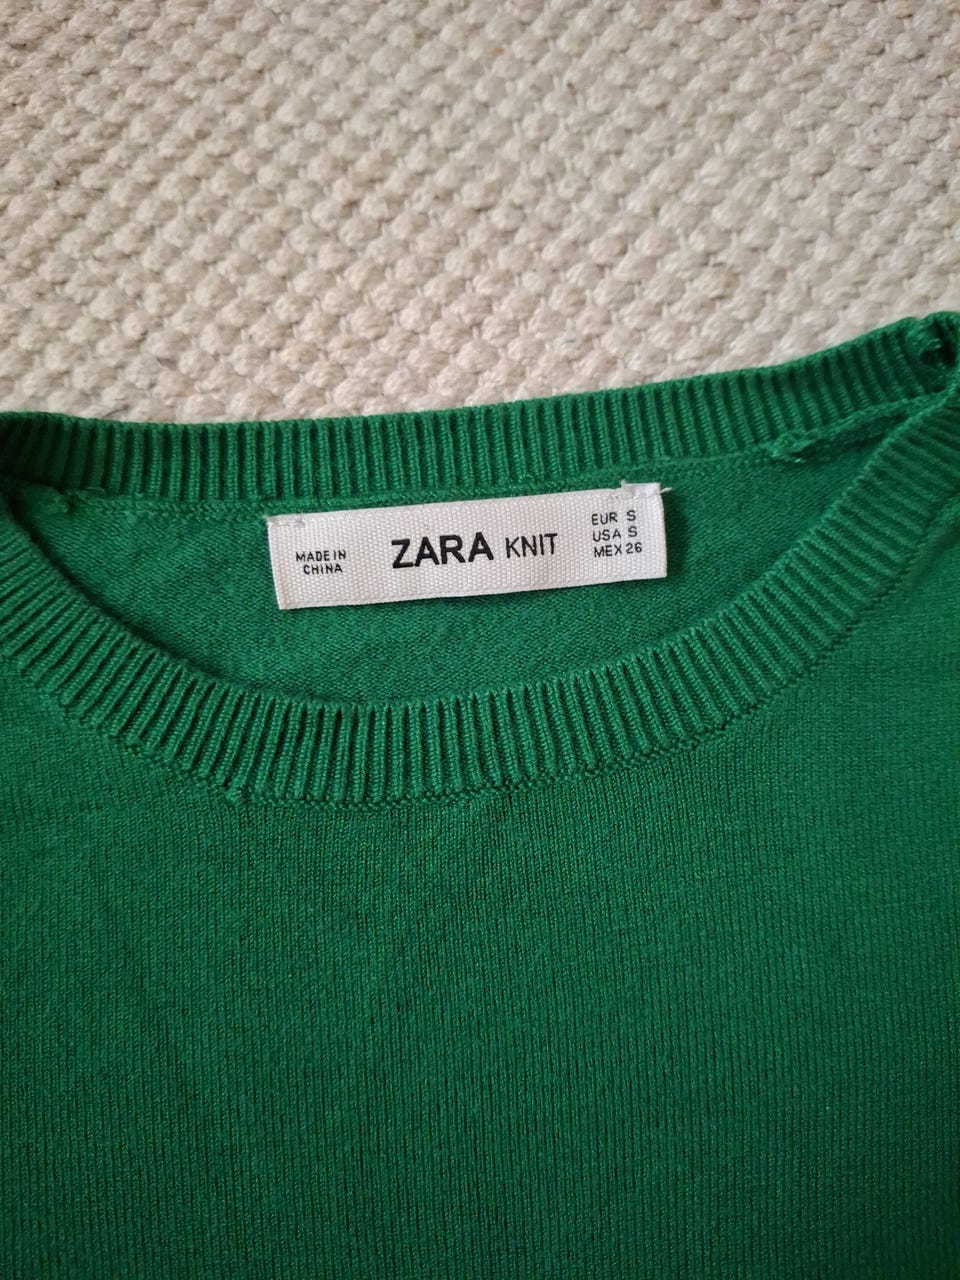 MADE IN
CHINA
ZARA KNIT
EUR S
USA S
MEX 26